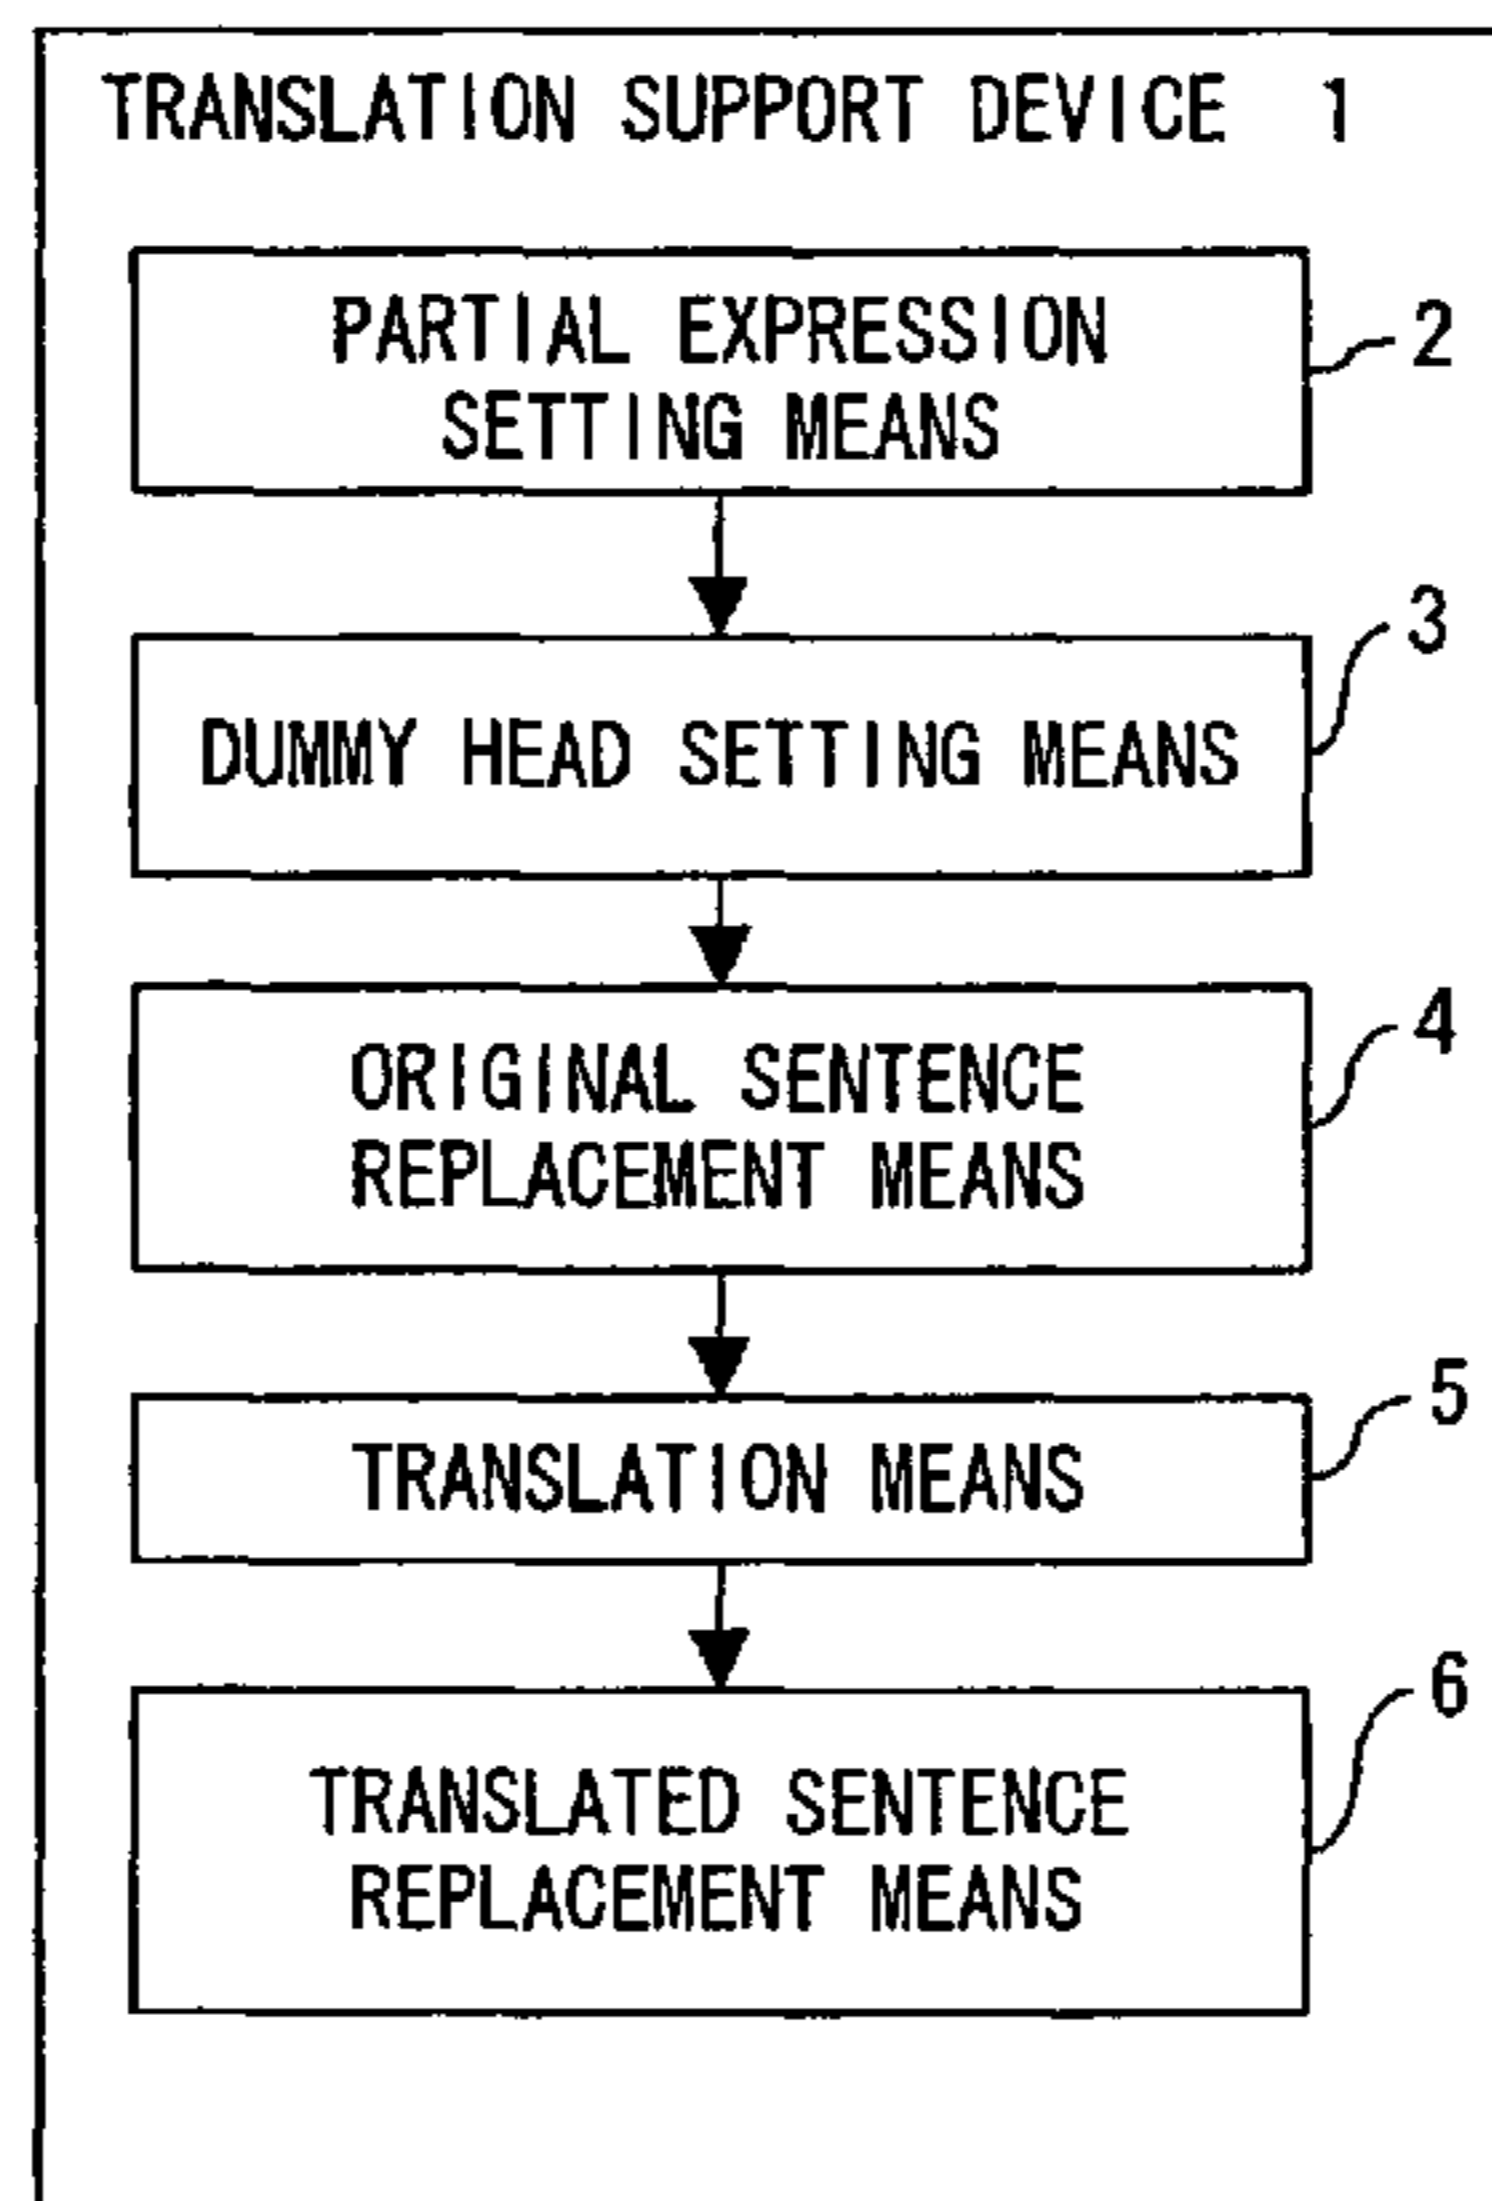 TRANSLATION SUPPORT DEVICE 1
PARTIAL EXPRESSION
SETTING MEANS
2
DUMMY HEAD SETTING MEANS
3
ORIGINAL SENTENCE
REPLACEMENT MEANS
4
TRANSLATION MEANS
5
TRANSLATED SENTENCE
REPLACEMENT MEANS
6